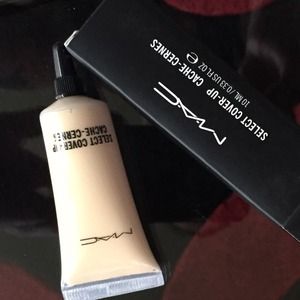 SELECT COVER-UP
CACHE-CERNES
MAC
SELECT COVER-UP CACHE-CERNES
10 ML/0.33 US FL OZ ℮
MAC